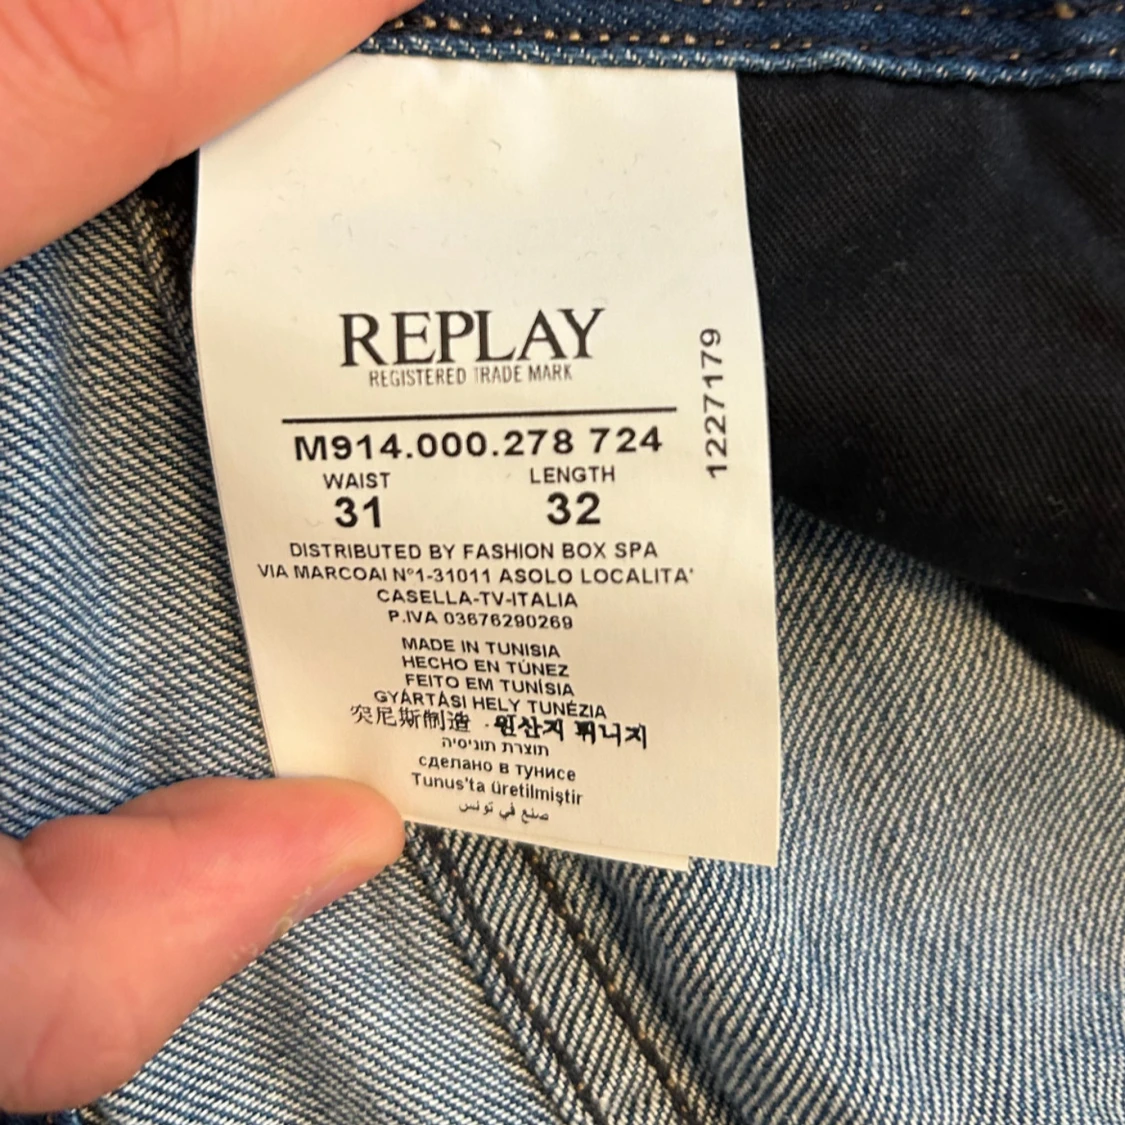 REPLAY
REGISTERED TRADE MARK
M914.000.278 724
WAIST LENGTH
31 32
1227179
DISTRIBUTED BY FASHION BOX SPA
VIA MARCOAI N°1-31011 ASOLO LOCALITA'
CASELLA-TV-ITALIA
P.IVA 03676290269
MADE IN TUNISIA
HECHO EN TÚNEZ
FEITO EM TUNÍSIA
GYÁRTÁSI HELY TUNÉZIA
突尼斯制造 · 원산지 튀니지
תוצרת תוניסיה
сделано в тунисе
Tunus'ta üretilmiştir
صنع في تونس